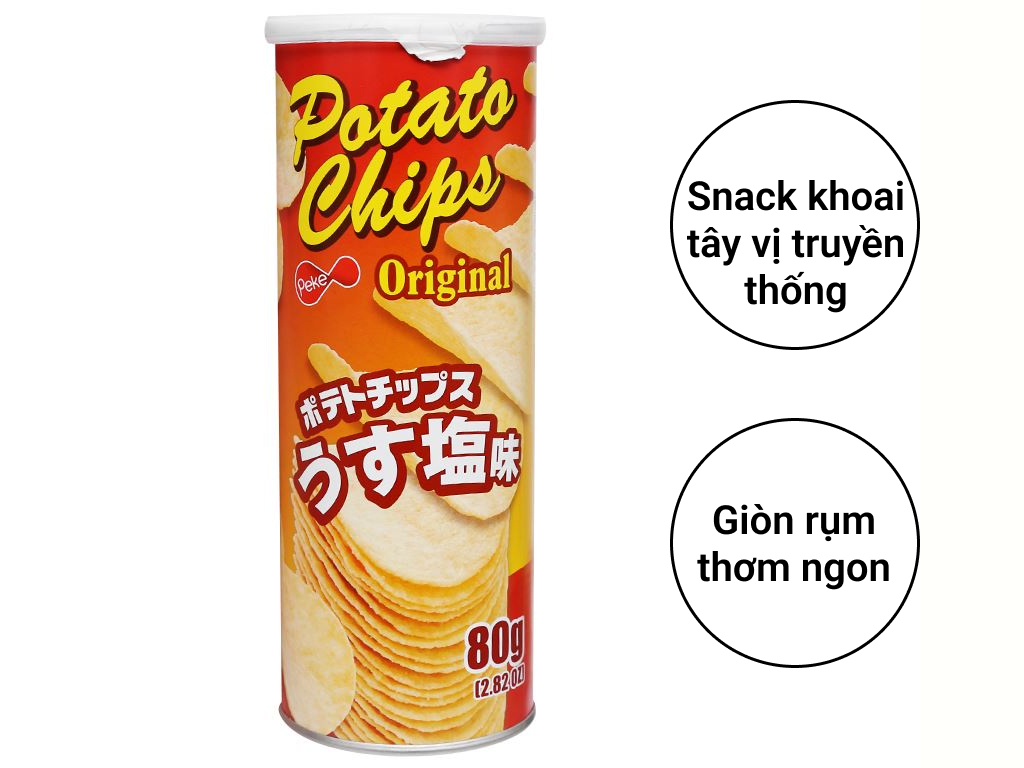 Potato
Chips
Peke
Original
ポテトチップス
うす塩味
80g
(2.82 OZ)
Snack khoai
tây vị truyền
thống
Giòn rụm
thơm ngon